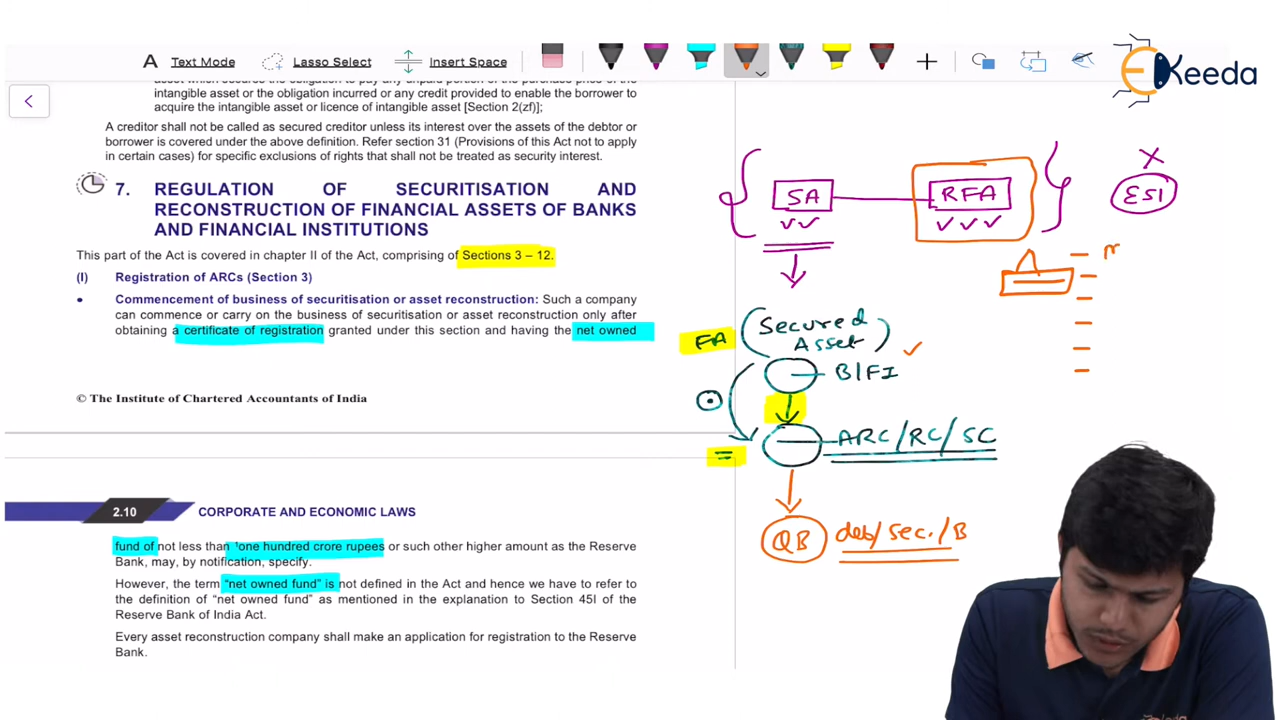 Text Mode
Lasso Select
Insert Space
EKeeda
asset which secures the obligation to pay any unpaid portion of the purchase price of the
intangible asset or the obligation incurred or any credit provided to enable the borrower to
acquire the intangible asset or licence of intangible asset [Section 2(zf)];
A creditor shall not be called as secured creditor unless its interest over the assets of the debtor or
borrower is covered under the above definition. Refer section 31 (Provisions of this Act not to apply
in certain cases) for specific exclusions of rights that shall not be treated as security interest.
7. REGULATION OF SECURITISATION AND
RECONSTRUCTION OF FINANCIAL ASSETS OF BANKS
AND FINANCIAL INSTITUTIONS
This part of the Act is covered in chapter II of the Act, comprising of Sections 3 – 12.
(I) Registration of ARCs (Section 3)
• Commencement of business of securitisation or asset reconstruction: Such a company
can commence or carry on the business of securitisation or asset reconstruction only after
obtaining a certificate of registration granted under this section and having the net owned
© The Institute of Chartered Accountants of India
2.10 CORPORATE AND ECONOMIC LAWS
fund of not less than one hundred crore rupees or such other higher amount as the Reserve
Bank, may, by notification, specify.
However, the term "net owned fund" is not defined in the Act and hence we have to refer to
the definition of "net owned fund" as mentioned in the explanation to Section 45I of the
Reserve Bank of India Act.
Every asset reconstruction company shall make an application for registration to the Reserve
Bank.
SA
RFA
ESI
FA (Secured
Asset)
B/FI
ARC/RC/SC
QB deb/sec./B